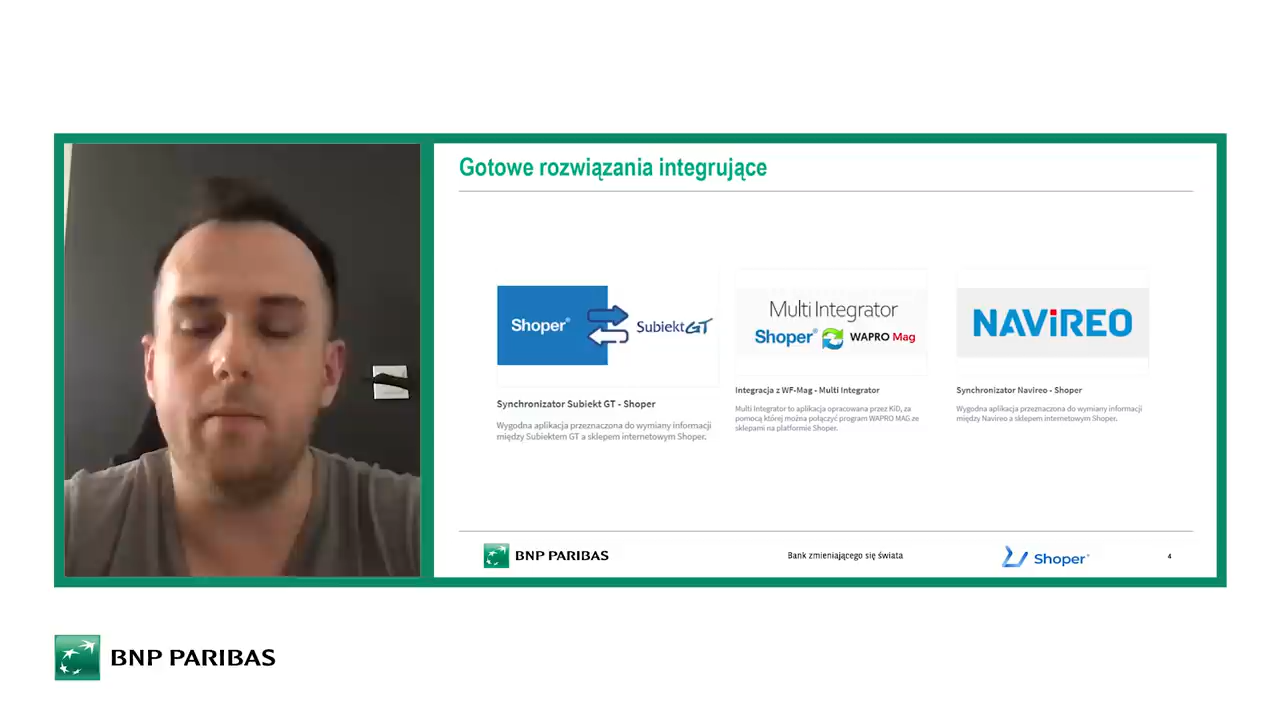 Gotowe rozwiązania integrujące
Shoper®
Subiekt GT
Synchronizator Subiekt GT - Shoper
Wygodna aplikacja przeznaczona do wymiany informacji
między Subiektem GT a sklepem internetowym Shoper.
Multi Integrator
Shoper® WAPRO Mag
Integracja z WF-Mag - Multi Integrator
Multi Integrator to aplikacja opracowana przez KiD, za
pomocą której można połączyć program WAPRO MAG ze
sklepami na platformie Shoper.
NAViREO
Synchronizator Navireo - Shoper
Wygodna aplikacja przeznaczona do wymiany informacji
między Navireo a sklepem internetowym Shoper.
BNP PARIBAS
Bank zmieniającego się świata
Shoper®
4
BNP PARIBAS